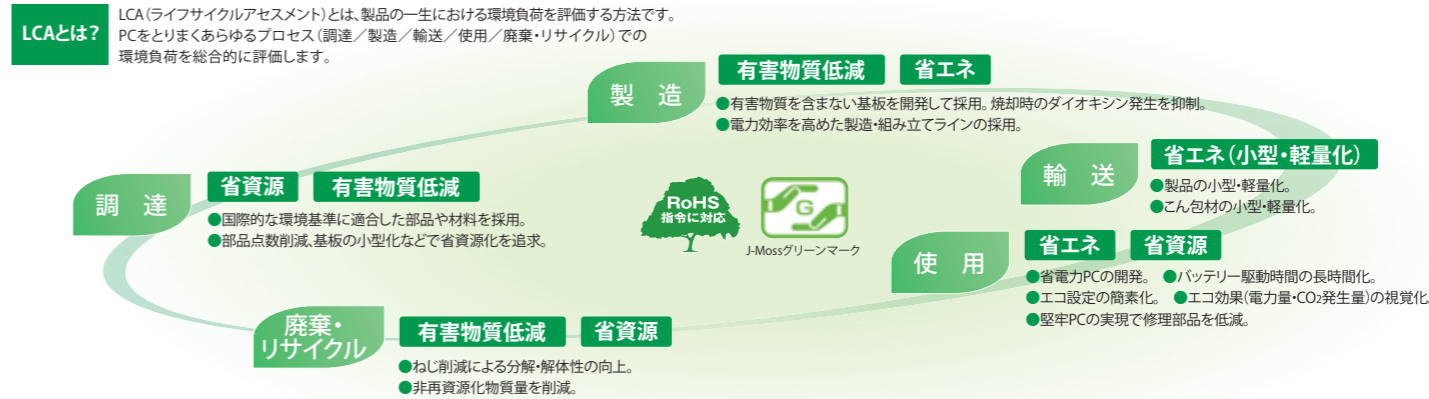 LCAとは?
LCA(ライフサイクルアセスメント)とは、製品の一生における環境負荷を評価する方法です。
PCをとりまくあらゆるプロセス(調達／製造／輸送／使用／廃棄・リサイクル)での
環境負荷を総合的に評価します。
製 造
有害物質低減 省エネ
●有害物質を含まない基板を開発して採用。焼却時のダイオキシン発生を抑制。
●電力効率を高めた製造・組み立てラインの採用。
輸 送
省エネ(小型・軽量化)
●製品の小型・軽量化。
●こん包材の小型・軽量化。
調 達
省資源 有害物質低減
●国際的な環境基準に適合した部品や材料を採用。
●部品点数削減、基板の小型化などで省資源化を追求。
RoHS
指令に対応
G
J-Mossグリーンマーク
使 用
省エネ 省資源
●省電力PCの開発。 ●バッテリー駆動時間の長時間化。
●エコ設定の簡素化。 ●エコ効果(電力量・CO2発生量)の視覚化。
●堅牢PCの実現で修理部品を低減。
廃棄・
リサイクル
有害物質低減 省資源
●ねじ削減による分解・解体性の向上。
●非再資源化物質量を削減。